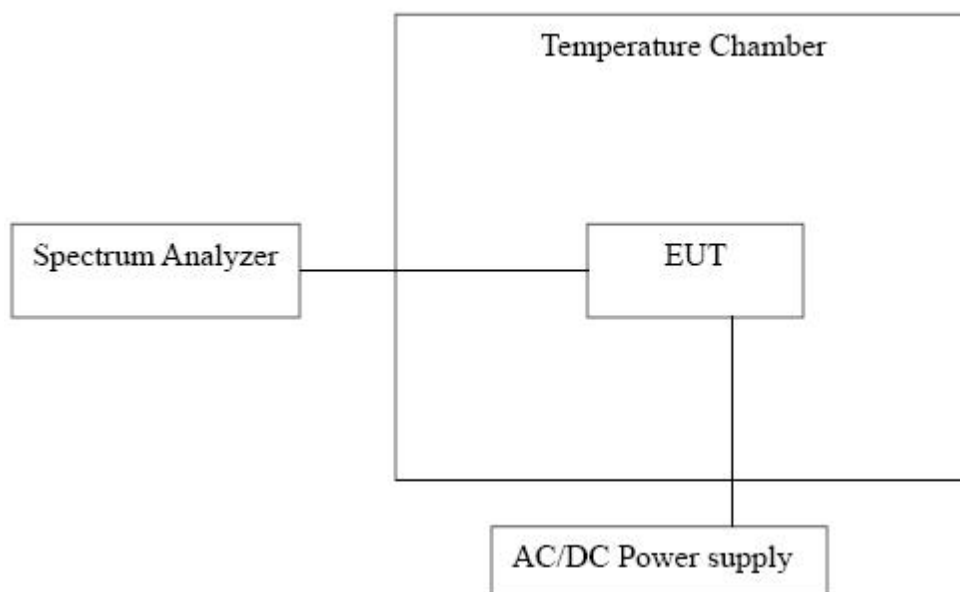 Temperature Chamber
Spectrum Analyzer
EUT
AC/DC Power supply